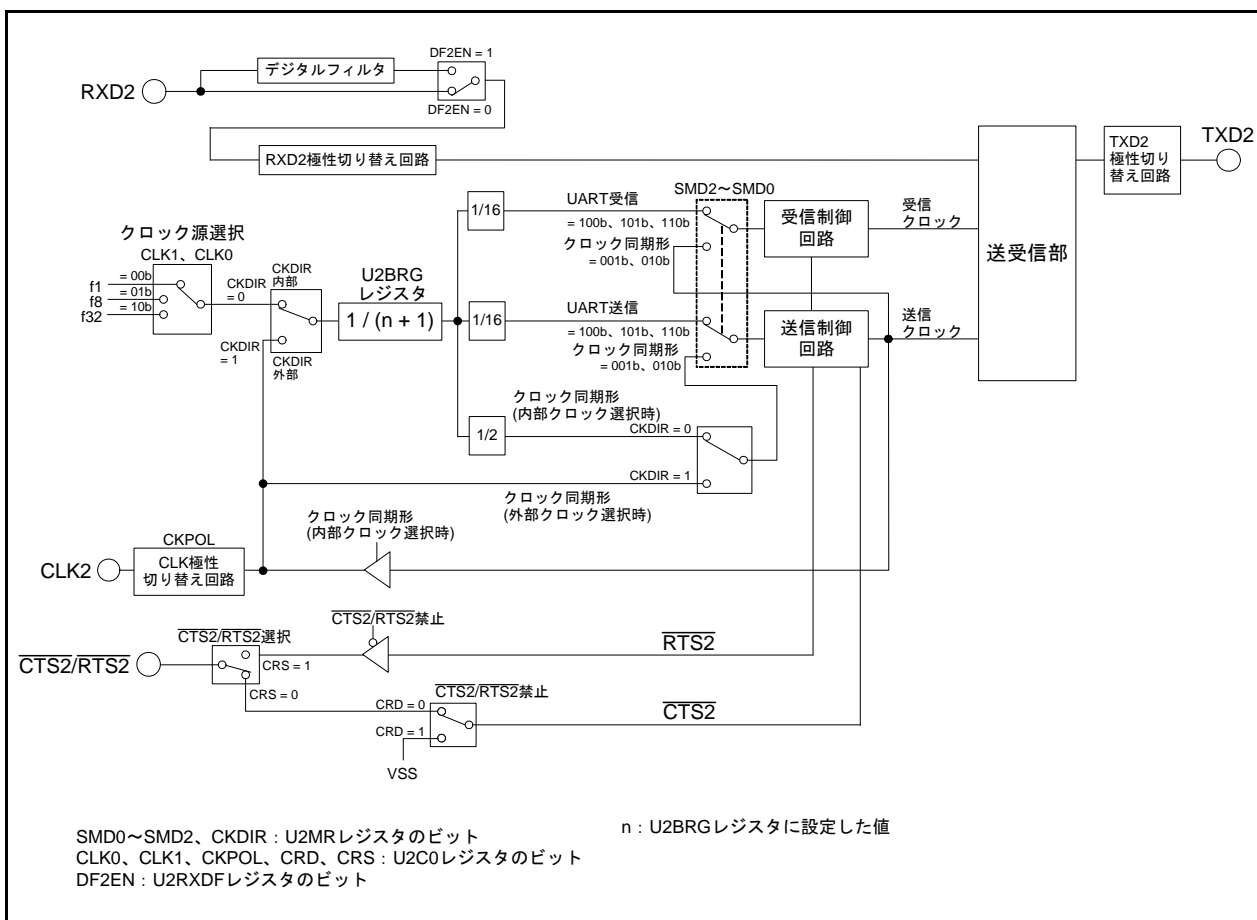 DF2EN = 1
デジタルフィルタ
RXD2
DF2EN = 0
RXD2極性切り替え回路
TXD2
TXD2
極性切り
替え回路
送受信部
クロック源選択
CLK1、CLK0
f1
= 00b
f8
= 01b
f32
= 10b
CKDIR
= 0
CKDIR
内部
CKDIR
= 1
CKDIR
外部
U2BRG
レジスタ
1 / (n + 1)
1/16
UART受信
= 100b、101b、110b
クロック同期形
= 001b、010b
SMD2～SMD0
受信制御
回路
受信
クロック
1/16
UART送信
= 100b、101b、110b
クロック同期形
= 001b、010b
送信制御
回路
送信
クロック
クロック同期形
(内部クロック選択時)
1/2
CKDIR = 0
CKDIR = 1
クロック同期形
(外部クロック選択時)
クロック同期形
(内部クロック選択時)
CKPOL
CLK2
CLK極性
切り替え回路
CTS2/RTS2禁止
CTS2/RTS2選択
CTS2/RTS2
CRS = 1
RTS2
CRS = 0
CTS2/RTS2禁止
CRD = 0
CTS2
CRD = 1
VSS
SMD0～SMD2、CKDIR : U2MRレジスタのビット
CLK0、CLK1、CKPOL、CRD、CRS : U2C0レジスタのビット
DF2EN : U2RXDFレジスタのビット
n : U2BRGレジスタに設定した値